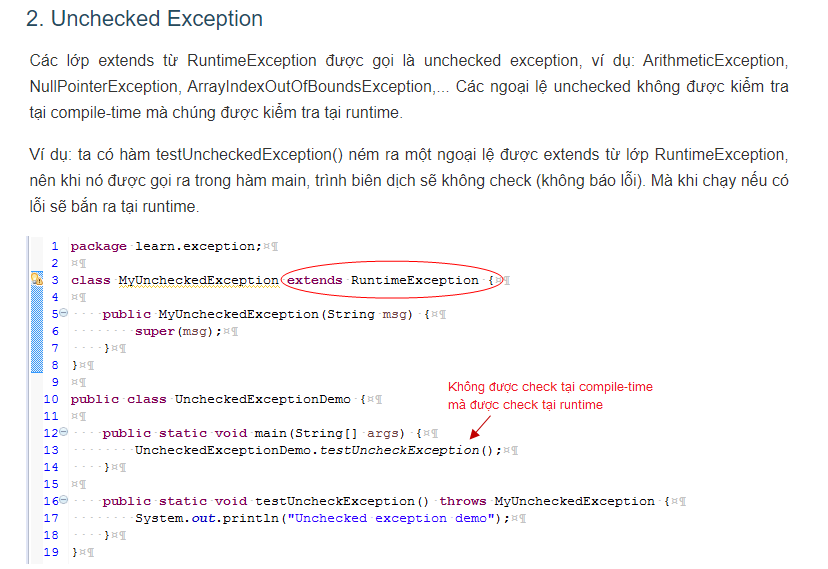 2. Unchecked Exception
Các lớp extends từ RuntimeException được gọi là unchecked exception, ví dụ: ArithmeticException,
NullPointerException, ArrayIndexOutOfBoundsException,... Các ngoại lệ unchecked không được kiểm tra
tại compile-time mà chúng được kiểm tra tại runtime.
Ví dụ: ta có hàm testUncheckedException() ném ra một ngoại lệ được extends từ lớp RuntimeException,
nên khi nó được gọi ra trong hàm main, trình biên dịch sẽ không check (không báo lỗi). Mà khi chạy nếu có
lỗi sẽ bắn ra tại runtime.
1 package·learn.exception;¤¶
2 ¤¶
3 class·MyUncheckedException·extends·RuntimeException·{¤¶
4 ¤¶
5 ····public·MyUncheckedException(String·msg)·{¤¶
6 ········super(msg);¤¶
7 ····}¤¶
8 }¤¶
9 ¤¶
10 public·class·UncheckedExceptionDemo·{¤¶
11 ¤¶
12 ····public·static·void·main(String[]·args)·{¤¶
13 ········UncheckedExceptionDemo.testUncheckException();¤¶
14 ····}¤¶
15 ¤¶
16 ····public·static·void·testUncheckException()·throws·MyUncheckedException·{¤¶
17 ········System.out.println("Unchecked·exception·demo");¤¶
18 ····}¤¶
19 }¤¶
Không được check tại compile-time
mà được check tại runtime